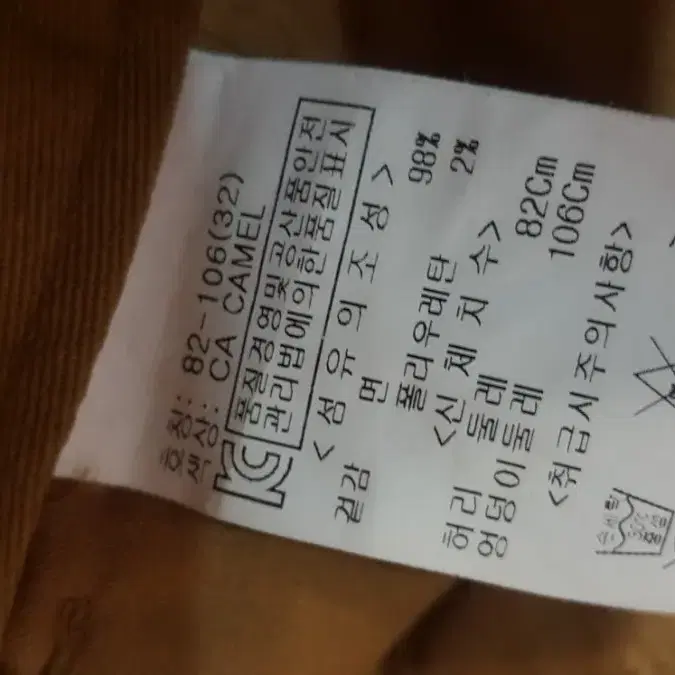 호칭: 82-106(32)
색상: CA CAMEL
품질경영및공산품안전
관리법에의한품질표시
<섬유의조성>
겉감 면 98%
폴리우레탄 2%
<신체치수>
허리둘레 82Cm
엉덩이둘레 106Cm
<취급시주의사항>
손세탁